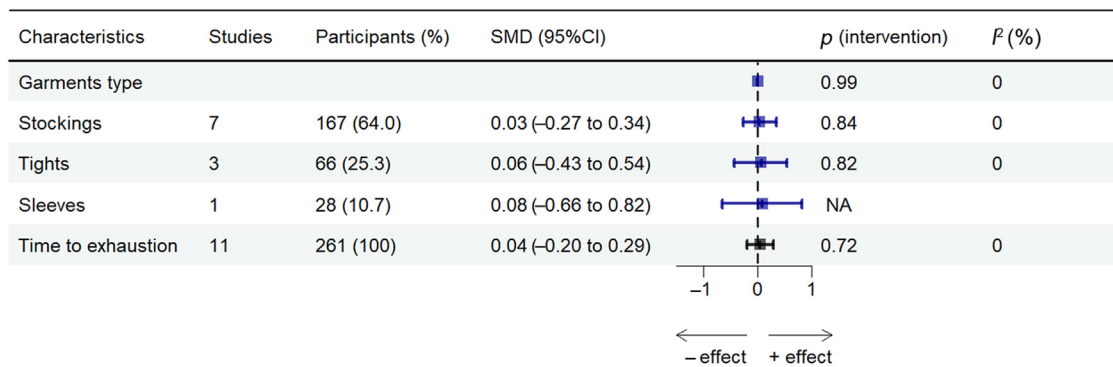 Characteristics Studies Participants (%) SMD (95%CI) p (intervention) I² (%)
Garments type 0.99 0
Stockings 7 167 (64.0) 0.03 (–0.27 to 0.34) 0.84 0
Tights 3 66 (25.3) 0.06 (–0.43 to 0.54) 0.82 0
Sleeves 1 28 (10.7) 0.08 (–0.66 to 0.82) NA
Time to exhaustion 11 261 (100) 0.04 (–0.20 to 0.29) 0.72 0
–1 0 1
– effect + effect